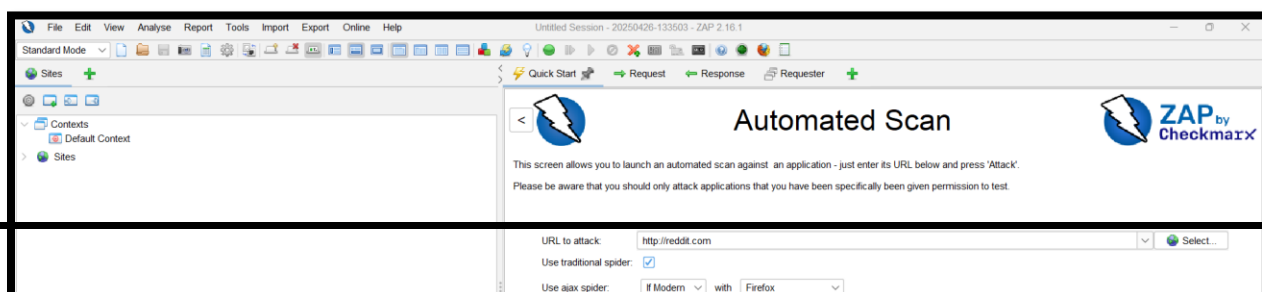 File Edit View Analyse Report Tools Import Export Online Help
Untitled Session - 20250426-133503 - ZAP 2.16.1
Standard Mode
Sites
Quick Start Request Response Requester
Contexts
Default Context
Sites
<
Automated Scan
ZAP by
Checkmarx
This screen allows you to launch an automated scan against an application - just enter its URL below and press 'Attack'.
Please be aware that you should only attack applications that you have been specifically been given permission to test.
URL to attack: http://reddit.com Select...
Use traditional spider:
Use ajax spider: If Modern with Firefox